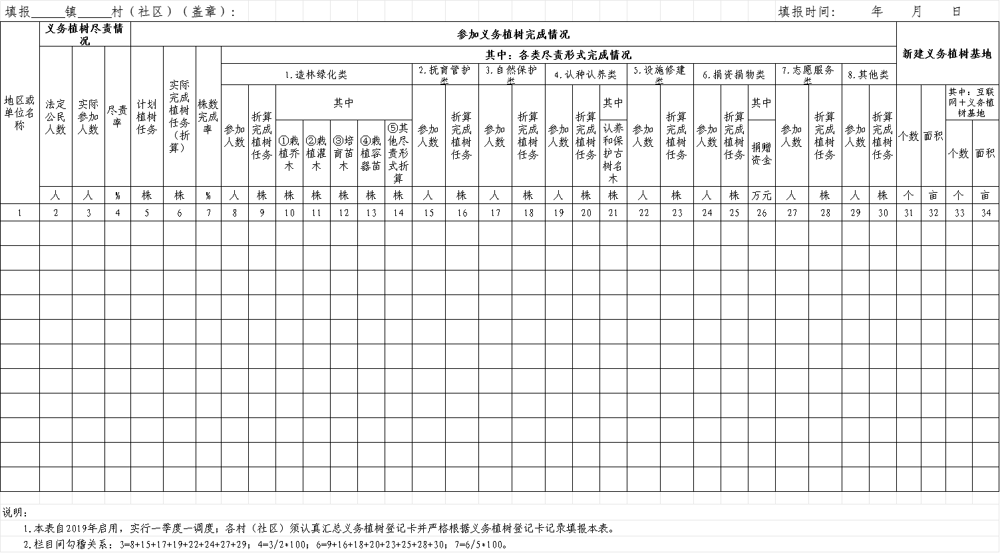 填报_____镇_____村（社区）（盖章）： 填报时间： 年 月 日
地区或单位名称 义务植树尽责情况 参加义务植树完成情况 新建义务植树基地
其中：各类尽责形式完成情况
1.造林绿化类 2.抚育管护类 3.自然保护类 4.认种认养类 5.设施修建类 6.捐资捐物类 7.志愿服务类 8.其他类
法定公民人数 实际参加人数 尽责率 计划植树任务 实际完成植树任务（折算） 株数完成率 参加人数 折算完成植树任务 其中 参加人数 折算完成植树任务 参加人数 折算完成植树任务 参加人数 折算完成植树任务 其中 参加人数 折算完成植树任务 参加人数 折算完成植树任务 其中 参加人数 折算完成植树任务 参加人数 折算完成植树任务 个数 面积 其中：互联网＋义务植树基地
①栽植乔木 ②栽植灌木 ③培育苗木 ④栽植容器苗 ⑤其他尽责形式折算 认养和保护古树名木 捐赠资金 个数 面积
人 人 % 株 株 % 人 株 株 株 株 株 株 人 株 人 株 人 株 株 人 株 人 株 万元 人 株 人 株 个 亩 个 亩
1 2 3 4 5 6 7 8 9 10 11 12 13 14 15 16 17 18 19 20 21 22 23 24 25 26 27 28 29 30 31 32 33 34
说明：
1.本表自2019年启用，实行一季度一调度；各村（社区）须认真汇总义务植树登记卡并严格根据义务植树登记卡记录填报本表。
2.栏目间勾稽关系：3=8+15+17+19+22+24+27+29；4=3/2*100；6=9+16+18+20+23+25+28+30；7=6/5*100。